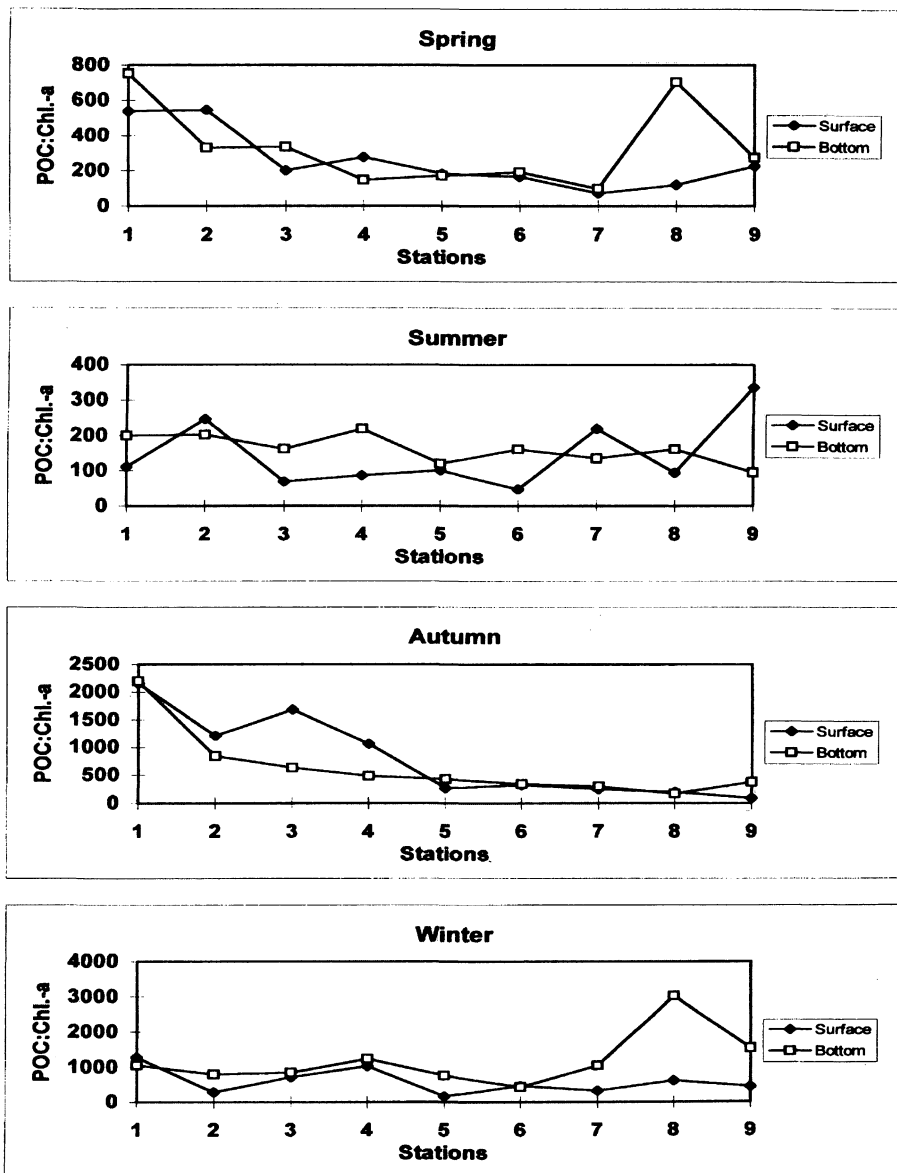 Spring
POC:Chl.-a
800
600
400
200
0
1 2 3 4 5 6 7 8 9
Stations
Surface
Bottom
Summer
POC:Chl.-a
400
300
200
100
0
1 2 3 4 5 6 7 8 9
Stations
Surface
Bottom
Autumn
POC:Chl.-a
2500
2000
1500
1000
500
0
1 2 3 4 5 6 7 8 9
Stations
Surface
Bottom
Winter
POC:Chl.-a
4000
3000
2000
1000
0
1 2 3 4 5 6 7 8 9
Stations
Surface
Bottom